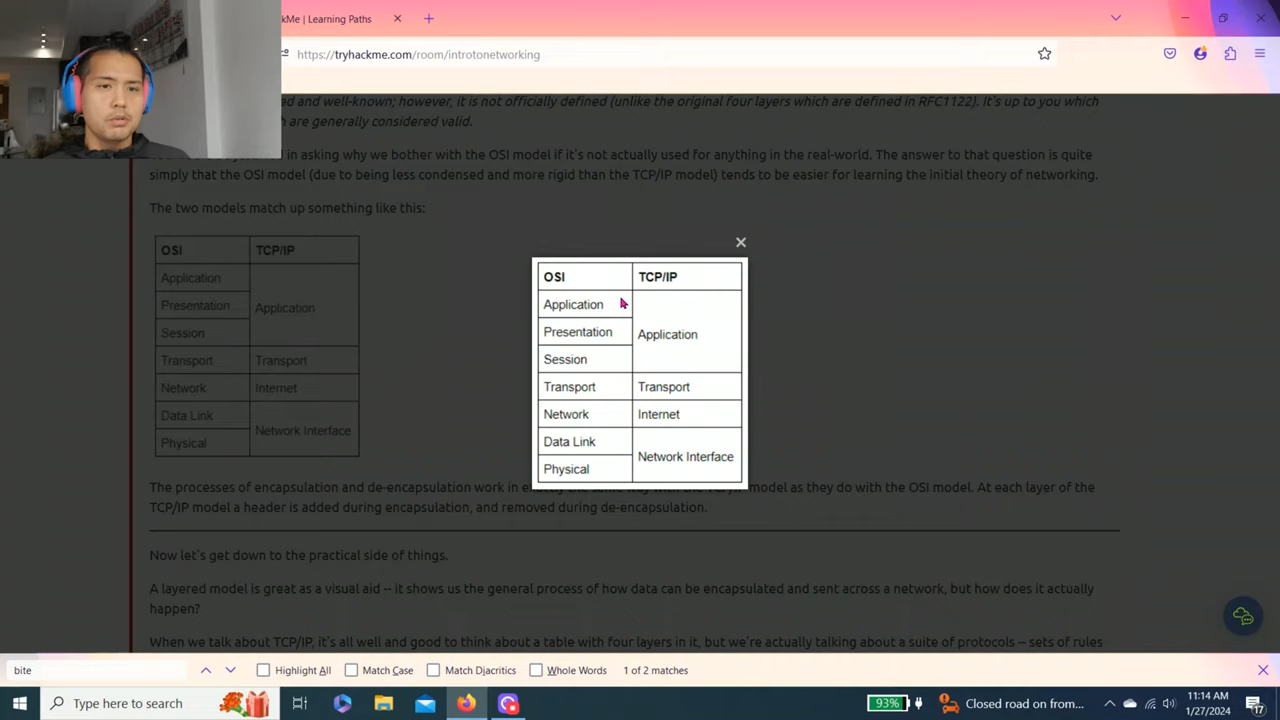 kMe | Learning Paths
https://tryhackme.com/room/introtonetworking
ed and well-known; however, it is not officially defined (unlike the original four layers which are defined in RFC1122). It's up to you which
are generally considered valid.
in asking why we bother with the OSI model if it's not actually used for anything in the real-world. The answer to that question is quite
simply that the OSI model (due to being less condensed and more rigid than the TCP/IP model) tends to be easier for learning the initial theory of networking.
The two models match up something like this:
OSI TCP/IP
Application
Presentation Application
Session
Transport Transport
Network Internet
Data Link
Physical Network Interface
OSI TCP/IP
Application
Presentation Application
Session
Transport Transport
Network Internet
Data Link
Physical Network Interface
The processes of encapsulation and de-encapsulation work in exactly the same way with the TCP/IP model as they do with the OSI model. At each layer of the
TCP/IP model a header is added during encapsulation, and removed during de-encapsulation.
Now let's get down to the practical side of things.
A layered model is great as a visual aid -- it shows us the general process of how data can be encapsulated and sent across a network, but how does it actually
happen?
When we talk about TCP/IP, it's all well and good to think about a table with four layers in it, but we're actually talking about a suite of protocols -- sets of rules
bite Highlight All Match Case Match Diacritics Whole Words 1 of 2 matches
Type here to search 93% Closed road on from... 11:14 AM
1/27/2024 17